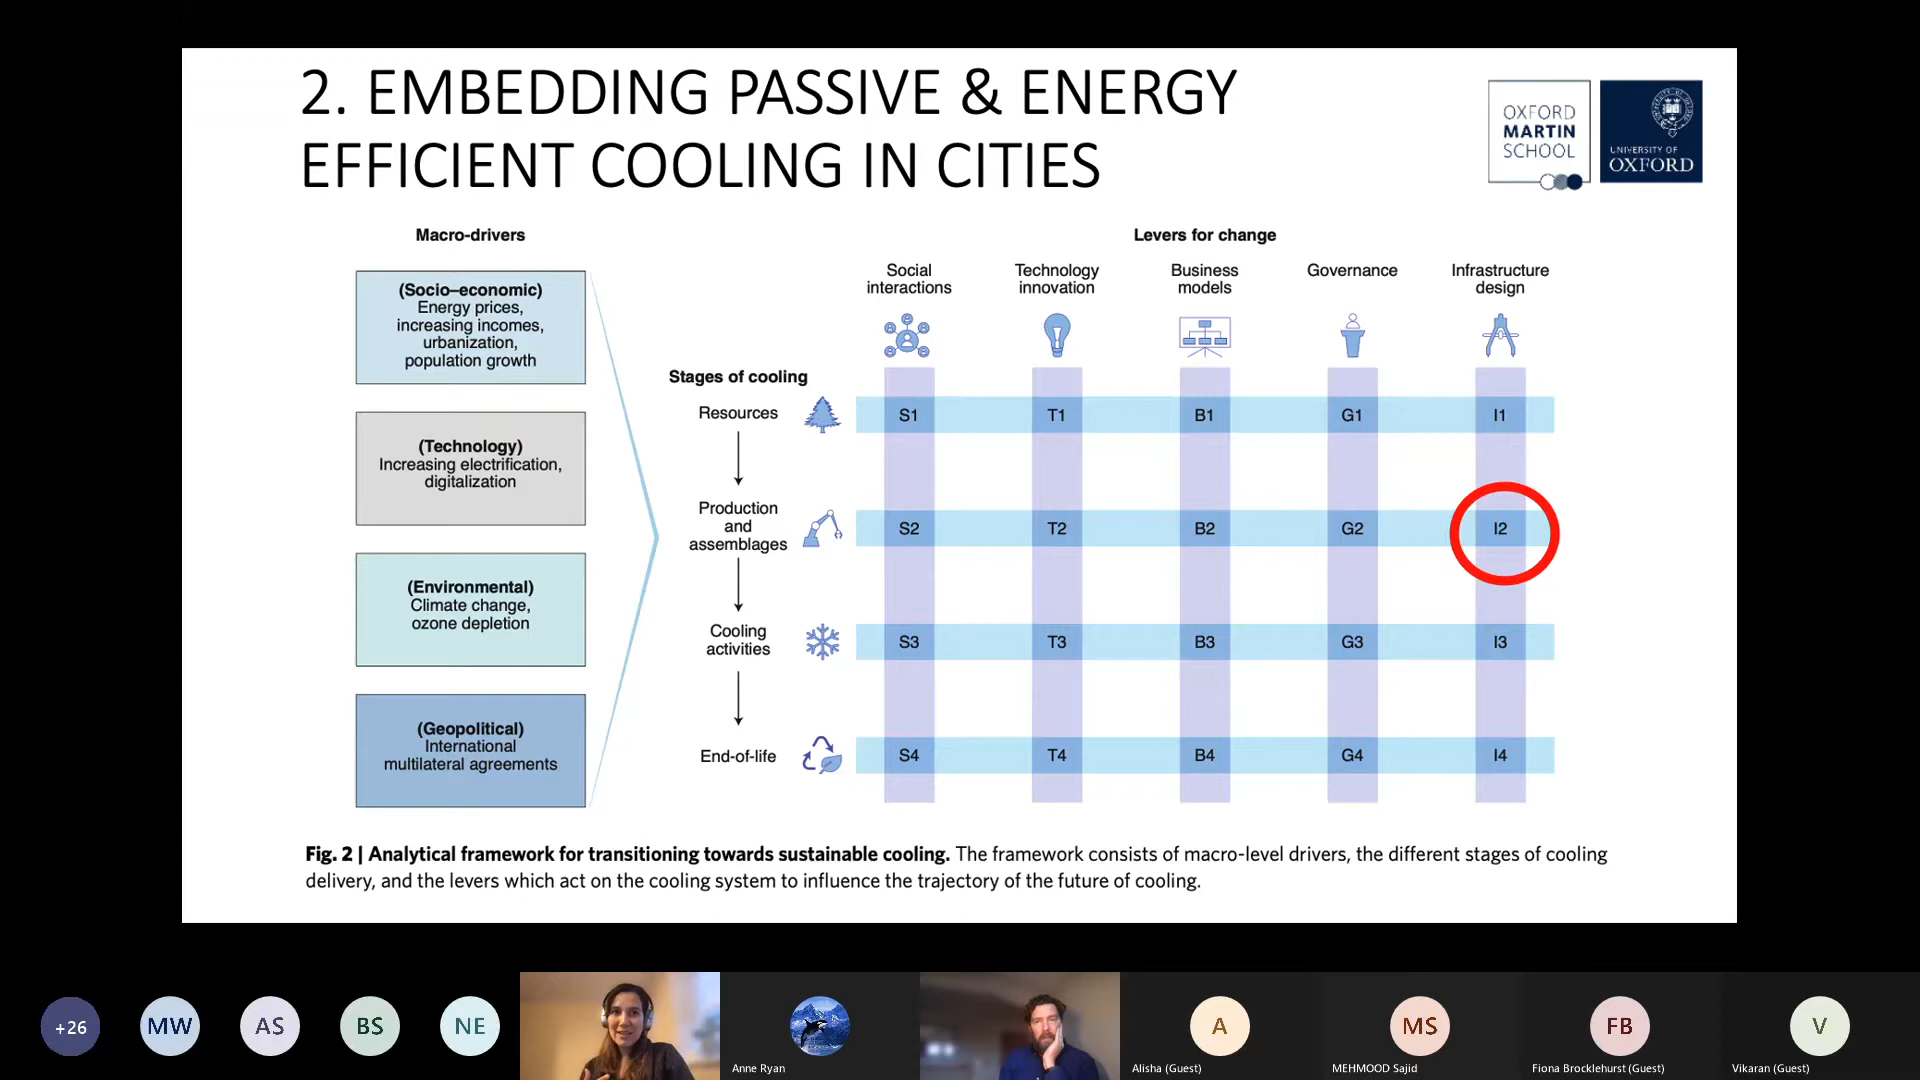 2. EMBEDDING PASSIVE & ENERGY
EFFICIENT COOLING IN CITIES
OXFORD
MARTIN
SCHOOL
UNIVERSITY OF
OXFORD
Macro-drivers
(Socio–economic)
Energy prices,
increasing incomes,
urbanization,
population growth
(Technology)
Increasing electrification,
digitalization
(Environmental)
Climate change,
ozone depletion
(Geopolitical)
International
multilateral agreements
Levers for change
Social
interactions
Technology
innovation
Business
models
Governance
Infrastructure
design
Stages of cooling
Resources
S1 T1 B1 G1 I1
Production
and
assemblages
S2 T2 B2 G2 I2
Cooling
activities
S3 T3 B3 G3 I3
End-of-life
S4 T4 B4 G4 I4
Fig. 2 | Analytical framework for transitioning towards sustainable cooling. The framework consists of macro-level drivers, the different stages of cooling
delivery, and the levers which act on the cooling system to influence the trajectory of the future of cooling.
+26
MW
AS
BS
NE
Anne Ryan
A
Alisha (Guest)
MS
MEHMOOD Sajid
FB
Fiona Brocklehurst (Guest)
V
Vikaran (Guest)